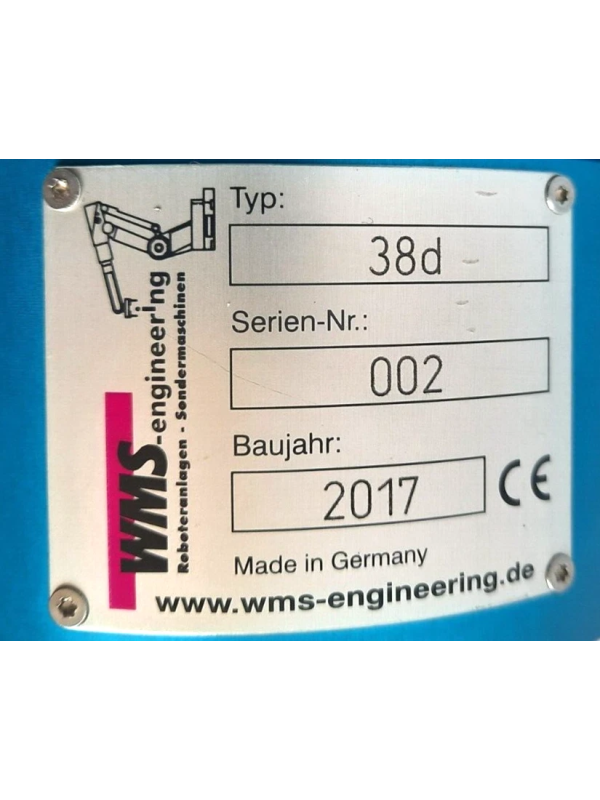 Typ:
38d
Serien-Nr.:
002
Baujahr:
2017
CE
Made in Germany
www.wms-engineering.de
WMS-engineering
Roboteranlagen - Sondermaschinen